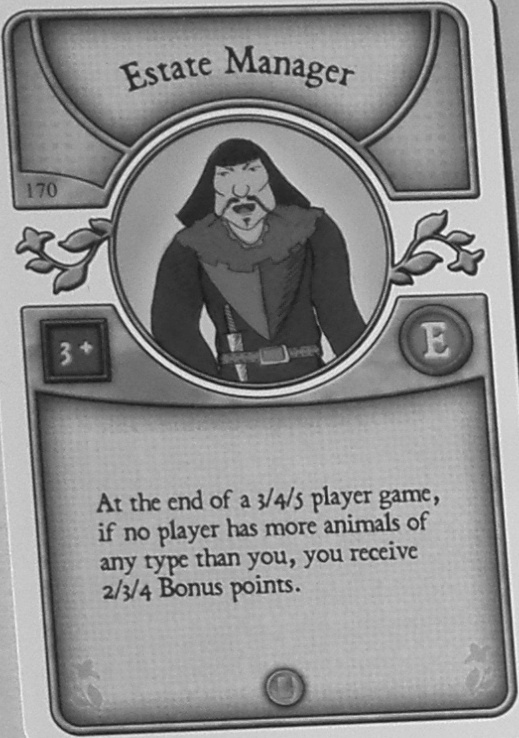 Estate Manager
170
3+
E
At the end of a 3/4/5 player game,
if no player has more animals of
any type than you, you receive
2/3/4 Bonus points.